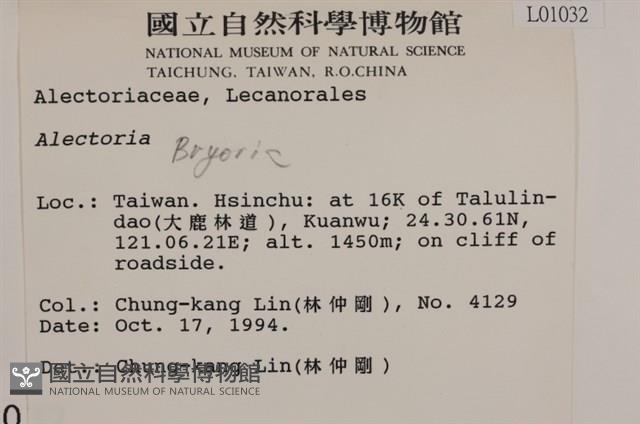 L01032
國立自然科學博物館
NATIONAL MUSEUM OF NATURAL SCIENCE
TAICHUNG, TAIWAN, R.O.CHINA
Alectoriaceae, Lecanorales
Alectoria Bryoria
Loc.: Taiwan. Hsinchu: at 16K of Talulin-
dao(大鹿林道), Kuanwu; 24.30.61N,
121.06.21E; alt. 1450m; on cliff of
roadside.
Col.: Chung-kang Lin(林仲剛), No. 4129
Date: Oct. 17, 1994.
Det.: Chung-kang Lin(林仲剛)
國立自然科學博物館
NATIONAL MUSEUM OF NATURAL SCIENCE
0